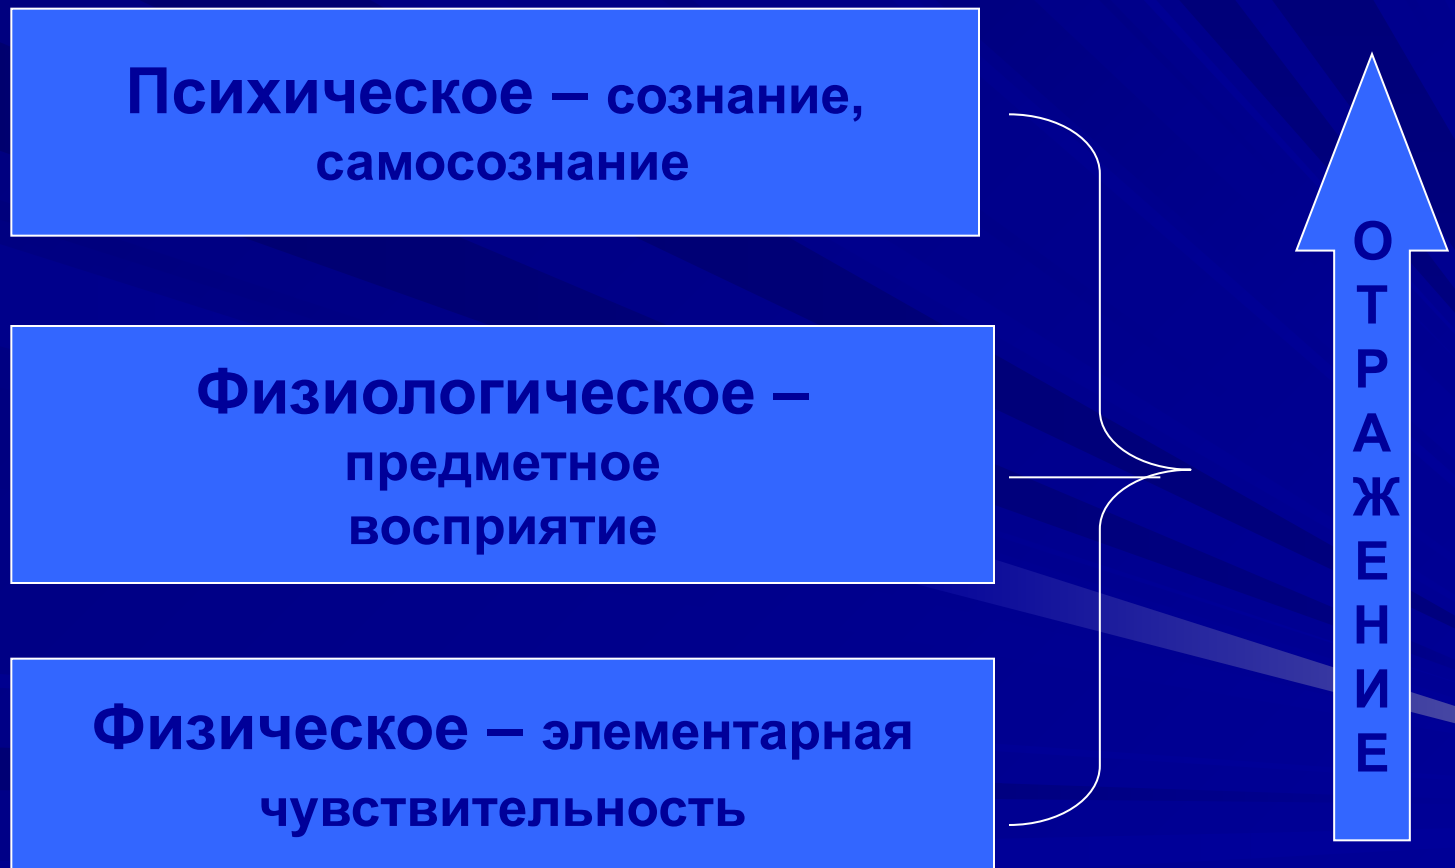 Психическое – сознание,
самосознание
Физиологическое –
предметное
восприятие
Физическое – элементарная
чувствительность
О
Т
Р
А
Ж
Е
Н
И
Е